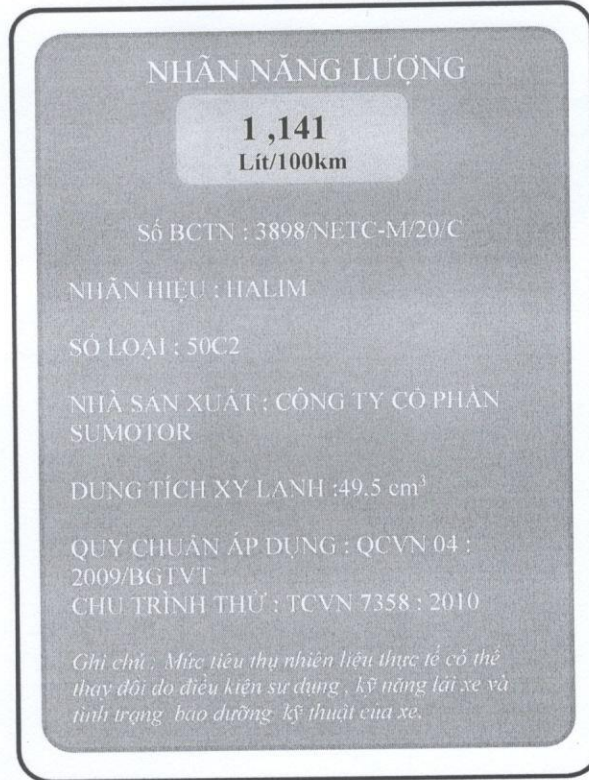 NHÃN NĂNG LƯỢNG
1 ,141
Lít/100km
Số BCTN : 3898/NETC-M/20/C
NHÃN HIỆU : HALIM
SỐ LOẠI : 50C2
NHÀ SẢN XUẤT : CÔNG TY CỔ PHẦN
SUMOTOR
DUNG TÍCH XY LANH :49.5 cm³
QUY CHUẨN ÁP DỤNG : QCVN 04 :
2009/BGTVT
CHU TRÌNH THỬ : TCVN 7358 : 2010
Ghi chú : Mức tiêu thụ nhiên liệu thực tế có thể
thay đổi do điều kiện sử dụng , kỹ năng lái xe và
tình trạng bảo dưỡng kỹ thuật của xe.